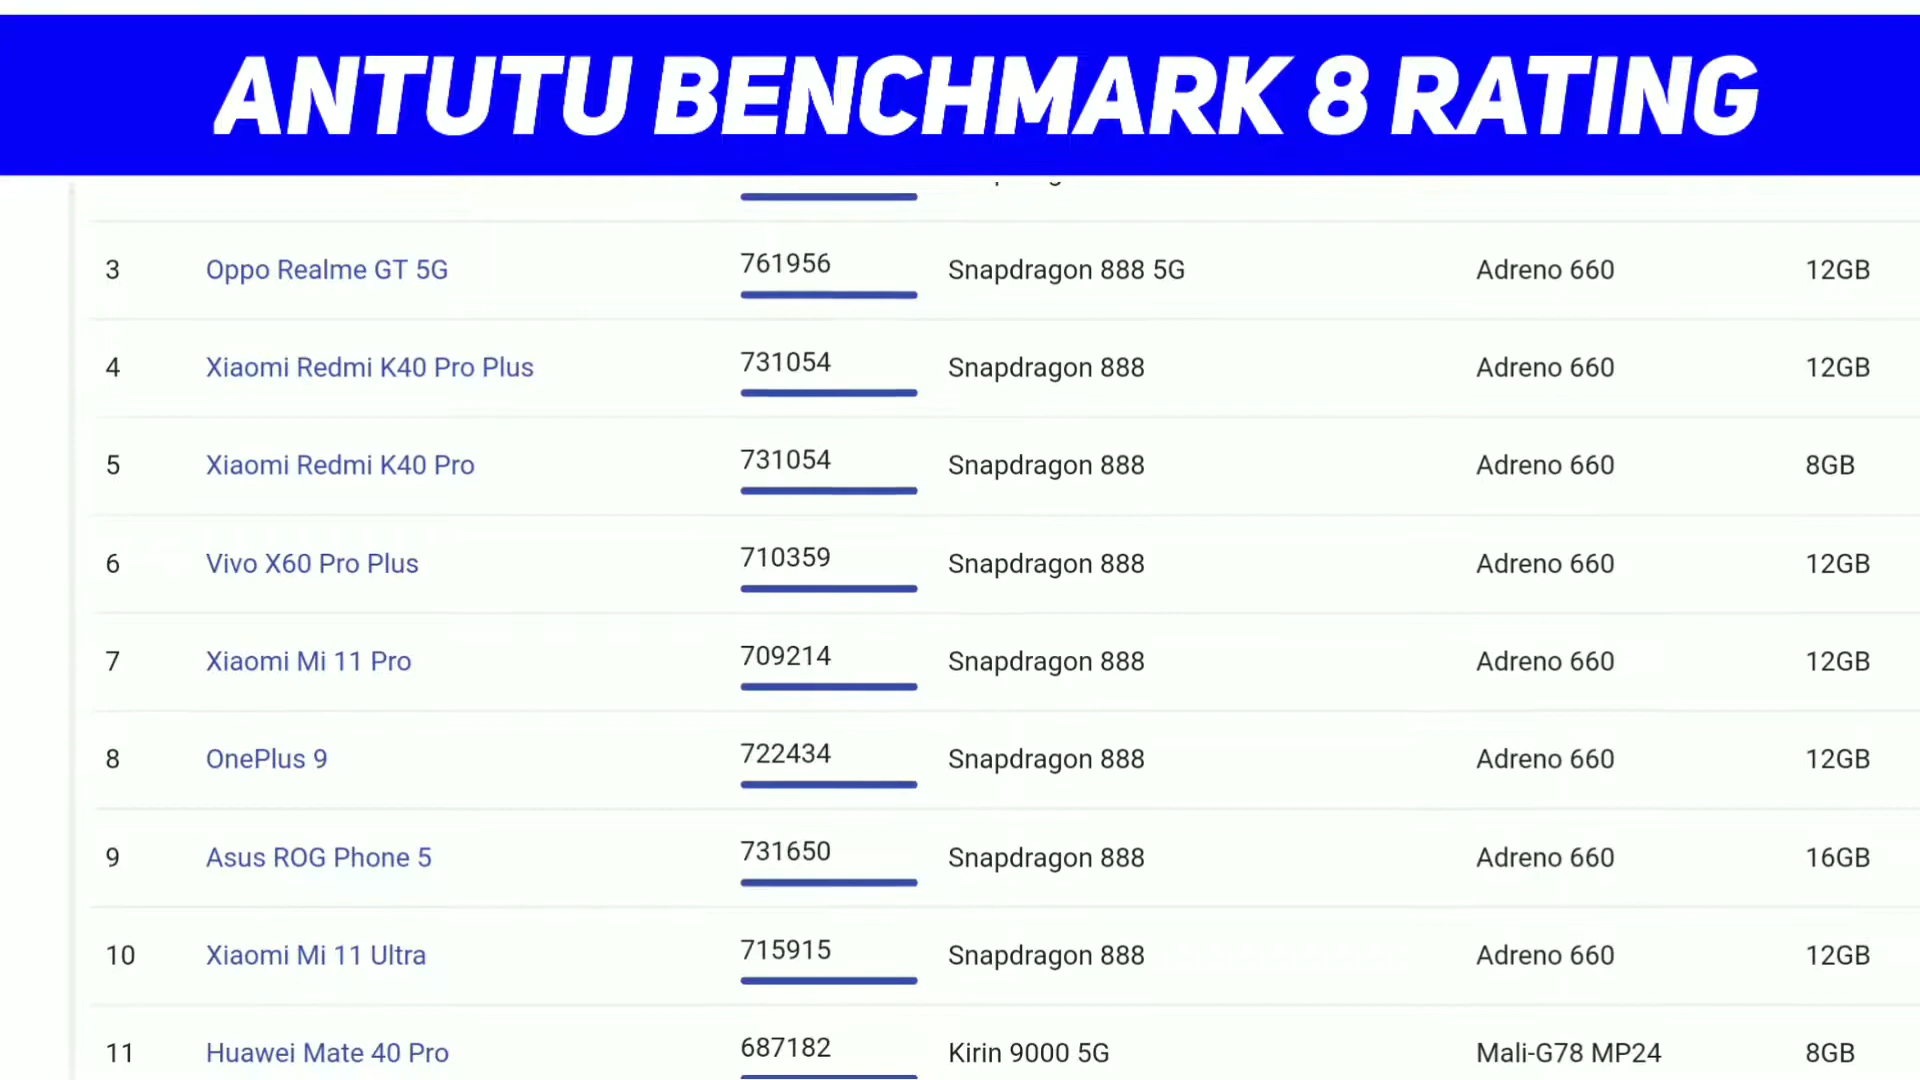 ANTUTU BENCHMARK 8 RATING
3 Oppo Realme GT 5G 761956 Snapdragon 888 5G Adreno 660 12GB
4 Xiaomi Redmi K40 Pro Plus 731054 Snapdragon 888 Adreno 660 12GB
5 Xiaomi Redmi K40 Pro 731054 Snapdragon 888 Adreno 660 8GB
6 Vivo X60 Pro Plus 710359 Snapdragon 888 Adreno 660 12GB
7 Xiaomi Mi 11 Pro 709214 Snapdragon 888 Adreno 660 12GB
8 OnePlus 9 722434 Snapdragon 888 Adreno 660 12GB
9 Asus ROG Phone 5 731650 Snapdragon 888 Adreno 660 16GB
10 Xiaomi Mi 11 Ultra 715915 Snapdragon 888 Adreno 660 12GB
11 Huawei Mate 40 Pro 687182 Kirin 9000 5G Mali-G78 MP24 8GB